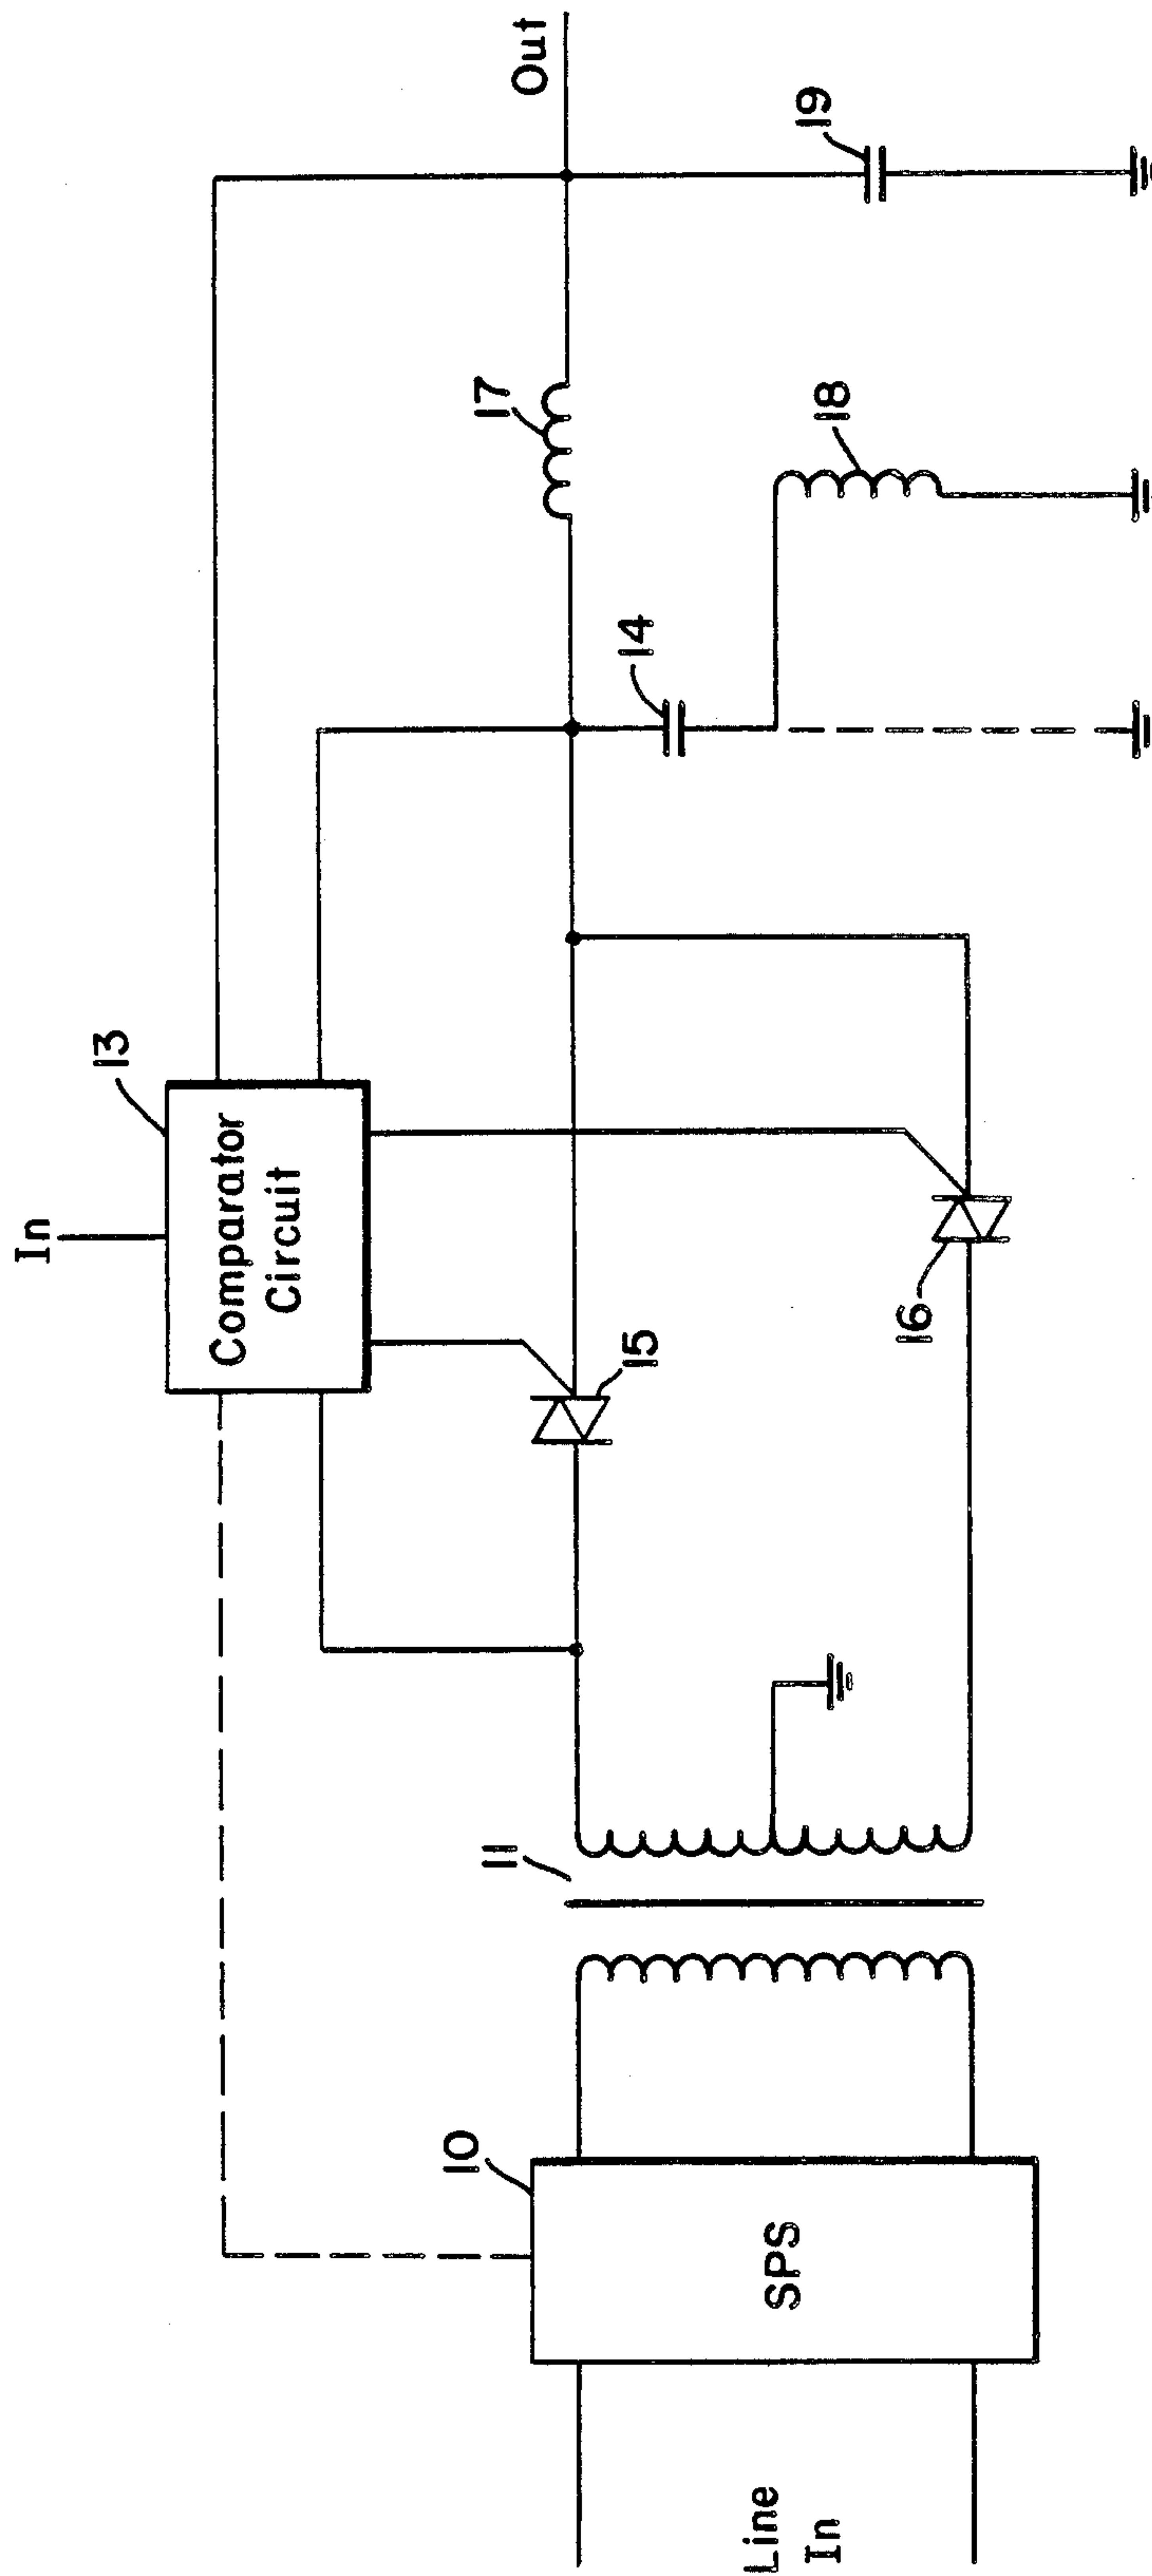 In
13
Comparator
Circuit
Out
17
14
18
19
15
16
11
10
SPS
Line
In